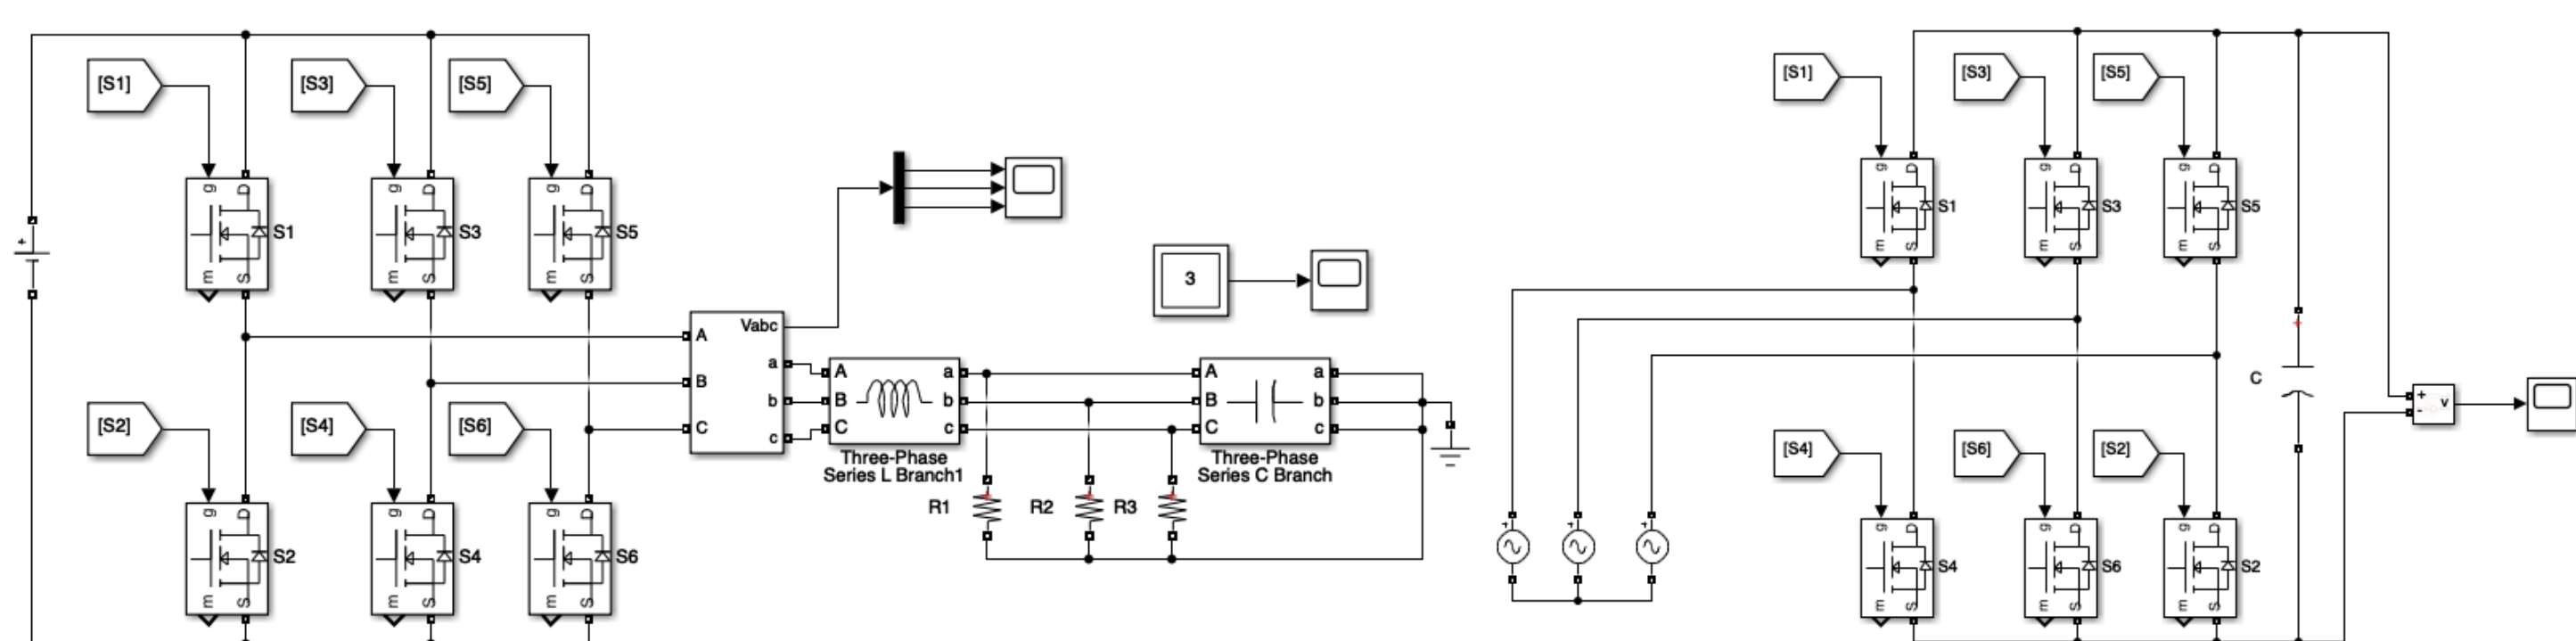 [S1] [S3] [S5]
g D g D g D
S1 S3 S5
m S m S m S
+
[S2] [S4] [S6]
g D g D g D
S2 S4 S6
m S m S m S
Vabc
A a
B b
C c
A a
B b
C c
Three-Phase
Series L Branch1
R1 R2 R3
3
A a
B b
C c
Three-Phase
Series C Branch
[S1] [S3] [S5]
g D g D g D
S1 S3 S5
m S m S m S
C
+ v
-
+ + +
[S4] [S6] [S2]
g D g D g D
S4 S6 S2
m S m S m S